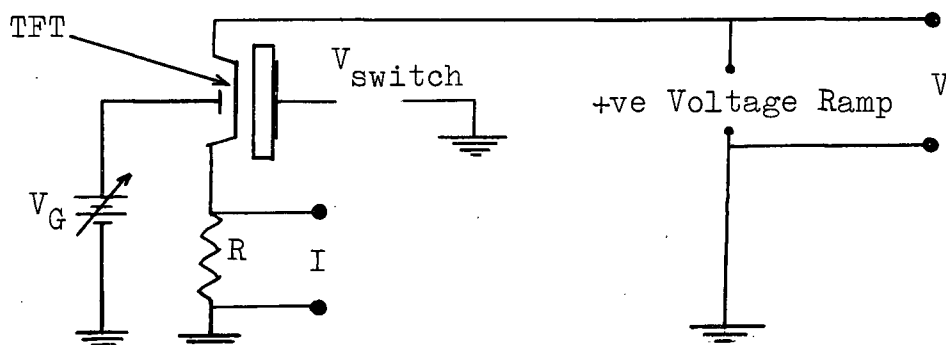 TFT
V_switch
+ve Voltage Ramp
V
V_G
R
I